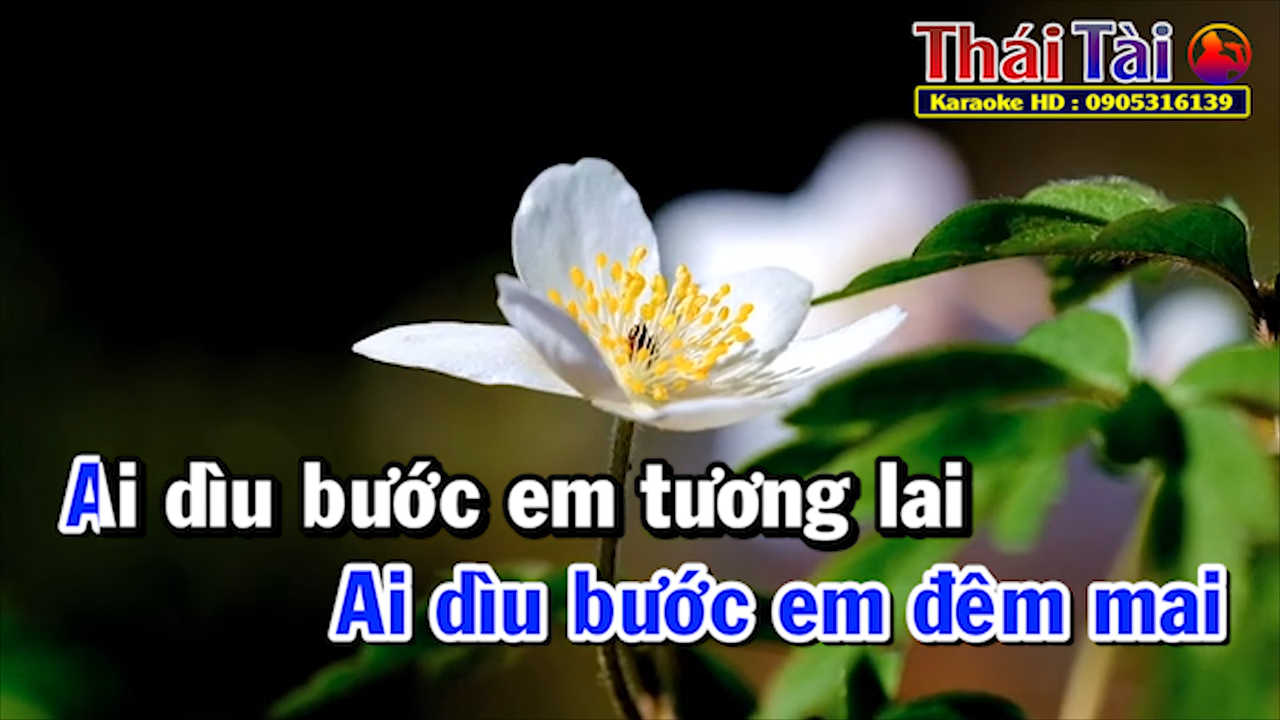 Thái Tài
Karaoke HD : 0905316139
Ai dìu bước em tương lai
Ai dìu bước em đêm mai